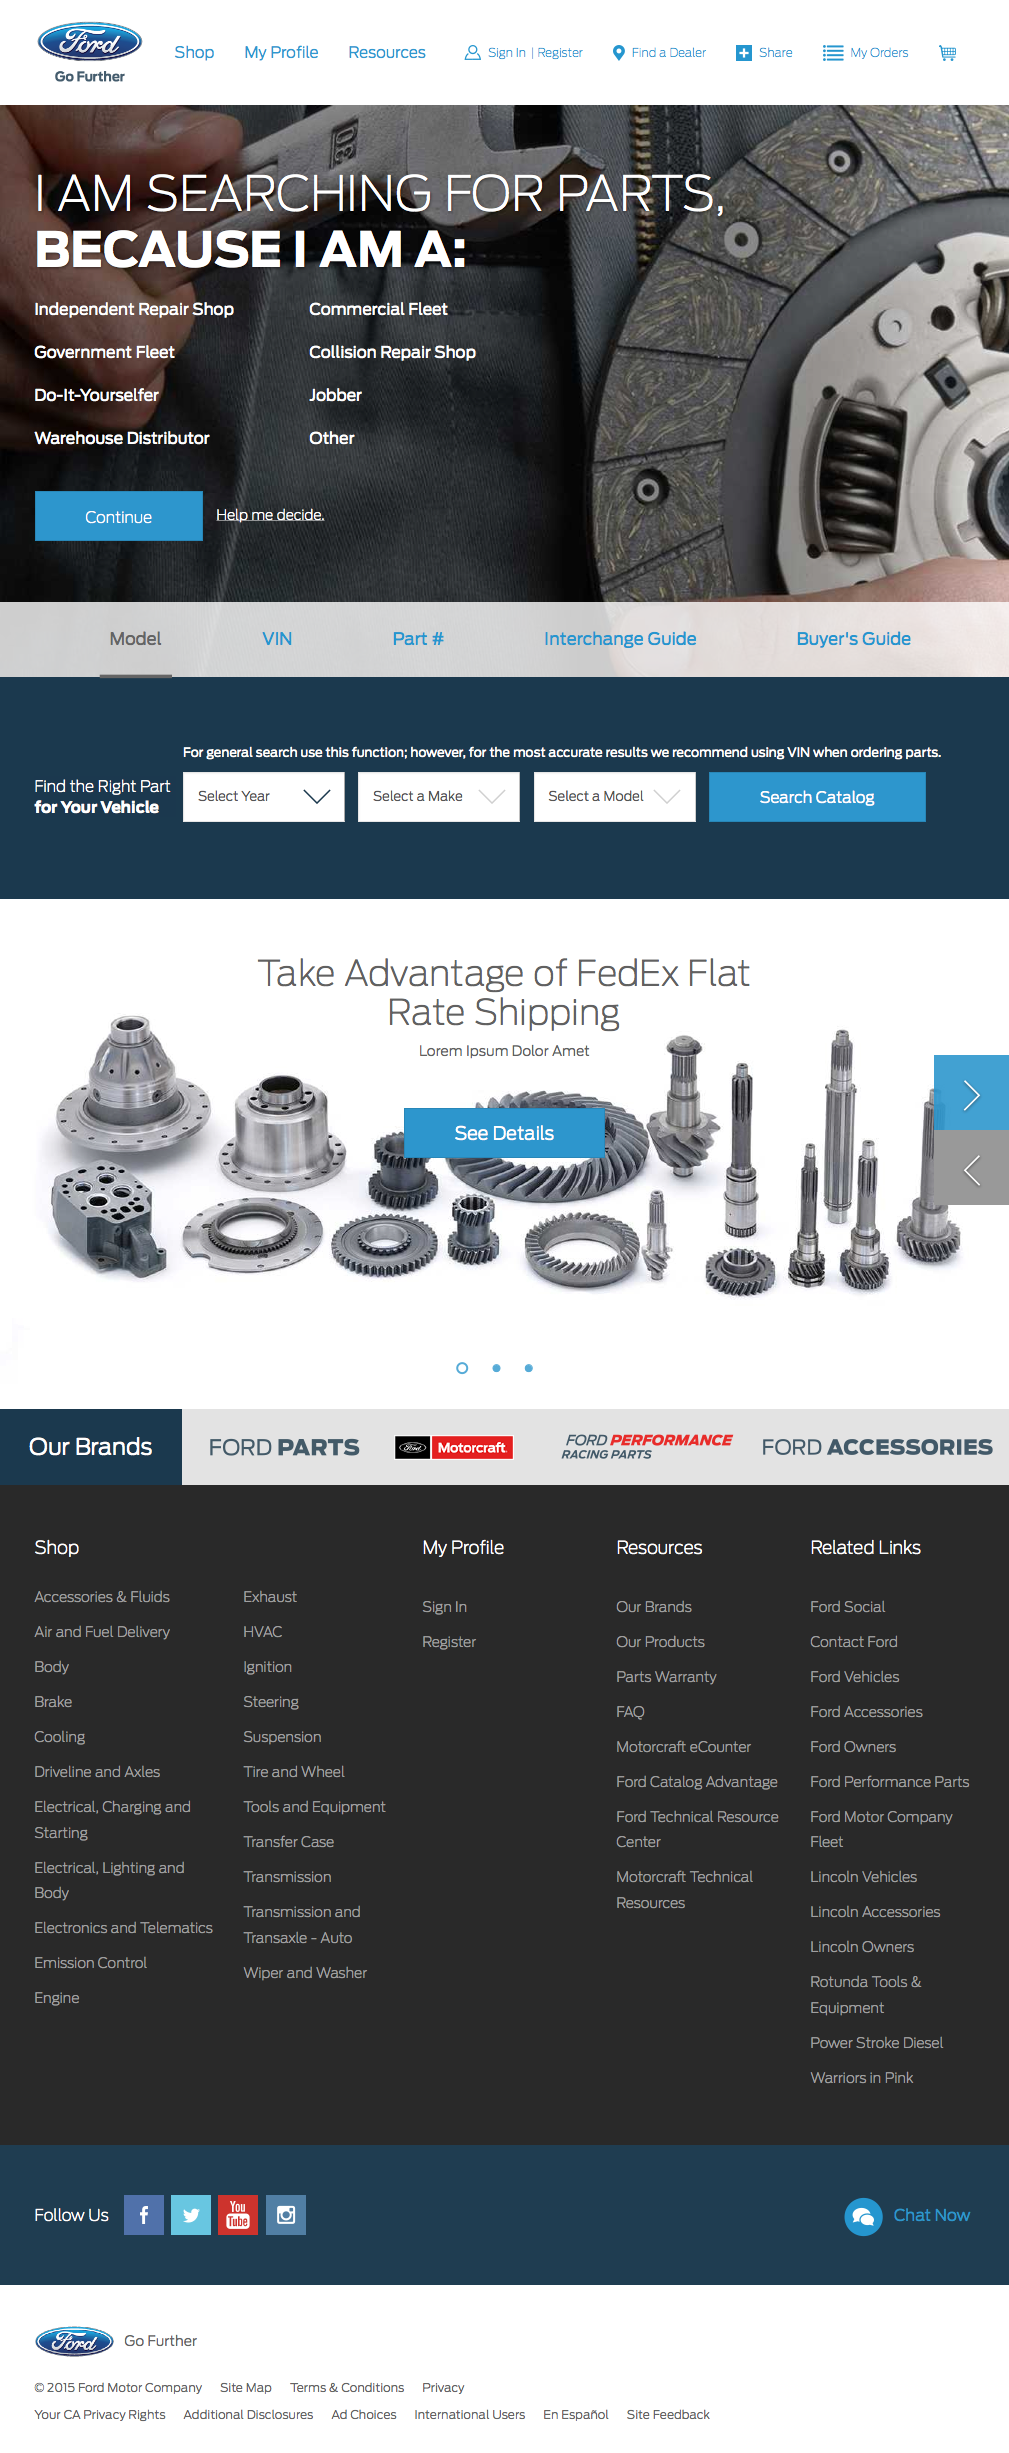 Ford
Go Further
Shop
My Profile
Resources
Sign In | Register
Find a Dealer
Share
My Orders
30
I AM SEARCHING FOR PARTS,
BECAUSE I AM A:
Independent Repair Shop
Commercial Fleet
Government Fleet
Collision Repair Shop
Do-It-Yourselfer
Jobber
Warehouse Distributor
Other
Continue
Help me decide.
Model
VIN
Part #
Interchange Guide
Buyer's Guide
For general search use this function; however, for the most accurate results we recommend using VIN when ordering parts.
Find the Right Part
for Your Vehicle
Select Year
Select a Make
Select a Model
Search Catalog
Take Advantage of FedEx Flat
Rate Shipping
Lorem Ipsum Dolor Amet
See Details
Our Brands
FORD PARTS
Ford Motorcraft
FORD PERFORMANCE
RACING PARTS
FORD ACCESSORIES
Shop
Accessories & Fluids
Air and Fuel Delivery
Body
Brake
Cooling
Driveline and Axles
Electrical, Charging and
Starting
Electrical, Lighting and
Body
Electronics and Telematics
Emission Control
Engine
Exhaust
HVAC
Ignition
Steering
Suspension
Tire and Wheel
Tools and Equipment
Transfer Case
Transmission
Transmission and
Transaxle - Auto
Wiper and Washer
My Profile
Sign In
Register
Resources
Our Brands
Our Products
Parts Warranty
FAQ
Motorcraft eCounter
Ford Catalog Advantage
Ford Technical Resource
Center
Motorcraft Technical
Resources
Related Links
Ford Social
Contact Ford
Ford Vehicles
Ford Accessories
Ford Owners
Ford Performance Parts
Ford Motor Company
Fleet
Lincoln Vehicles
Lincoln Accessories
Lincoln Owners
Rotunda Tools &
Equipment
Power Stroke Diesel
Warriors in Pink
Follow Us
f
You
Tube
Chat Now
Ford
Go Further
© 2015 Ford Motor Company
Site Map
Terms & Conditions
Privacy
Your CA Privacy Rights
Additional Disclosures
Ad Choices
International Users
En Español
Site Feedback